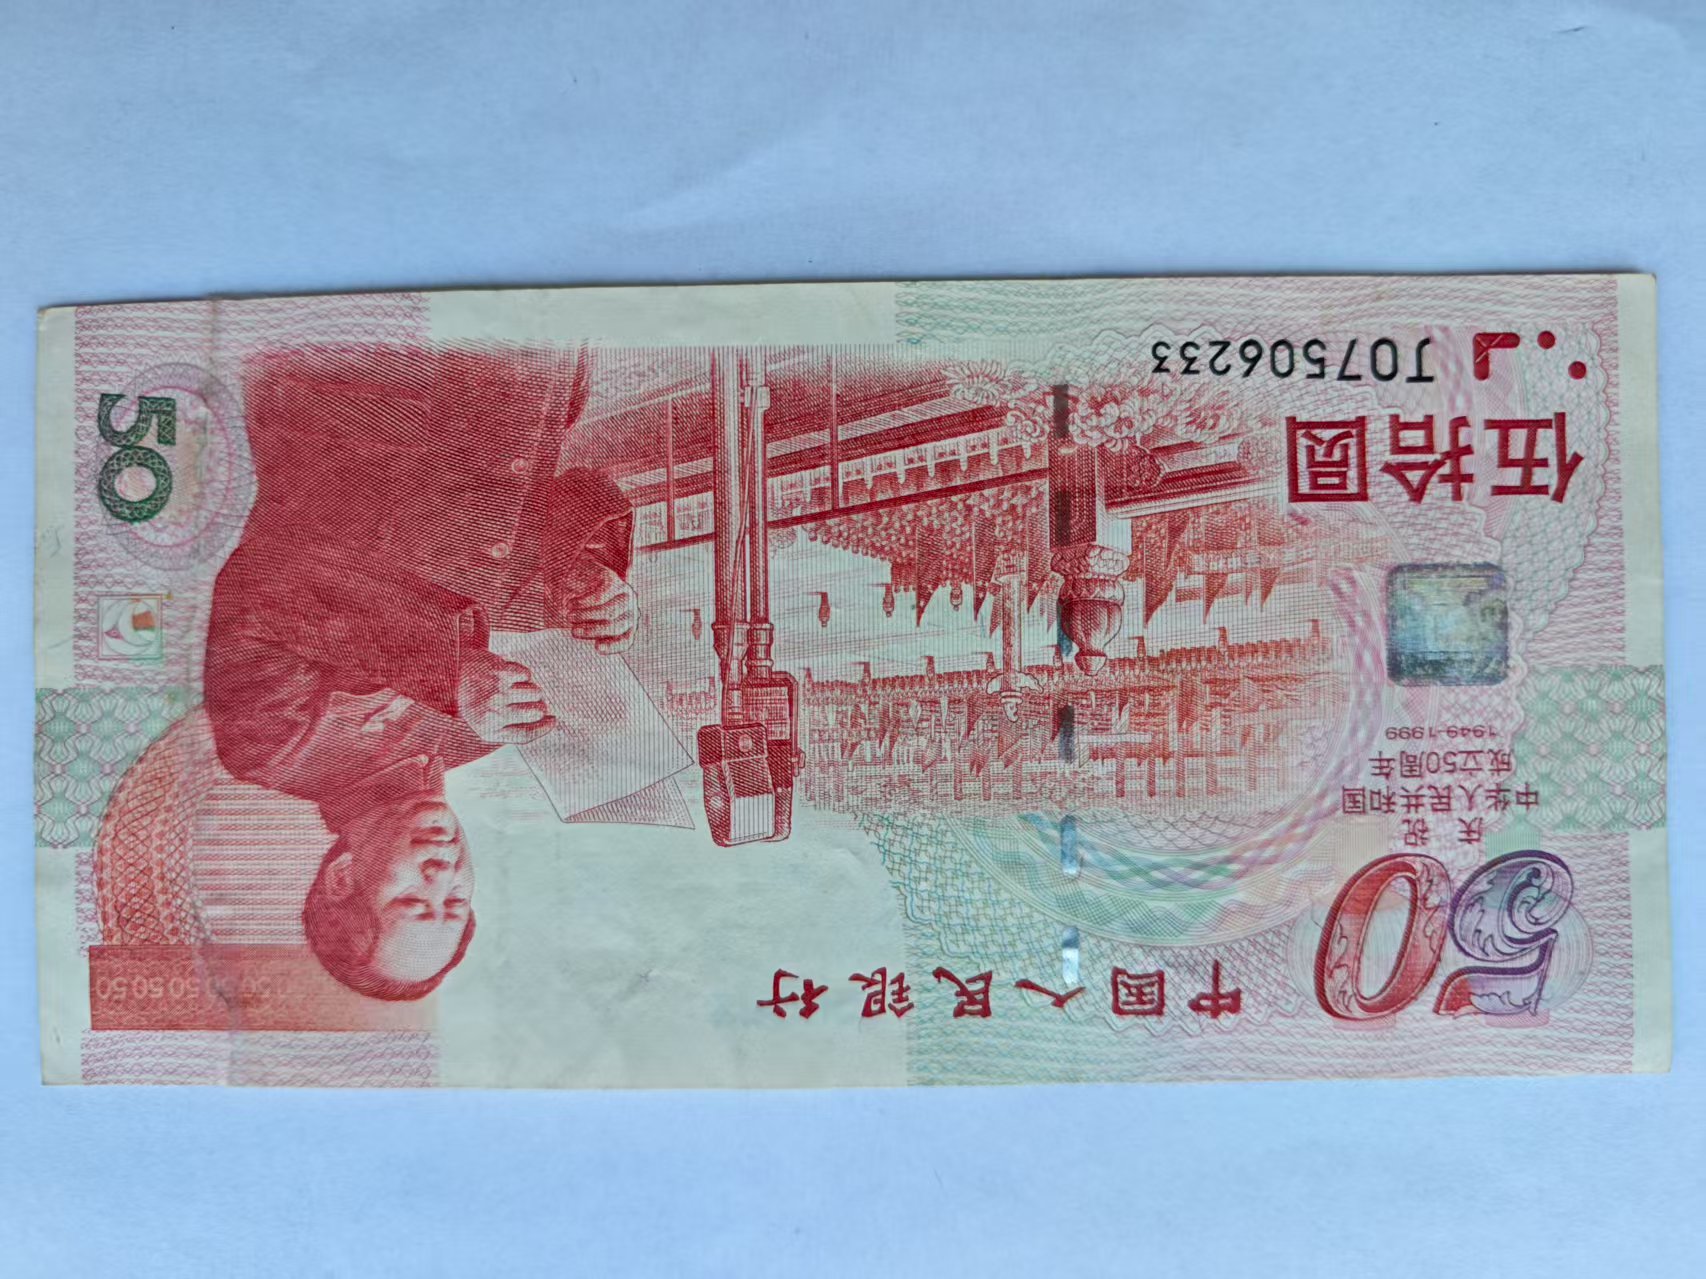 中国人民银行
50
庆祝
中华人民共和国
成立50周年
1949-1999
伍拾圆
J07506233
50